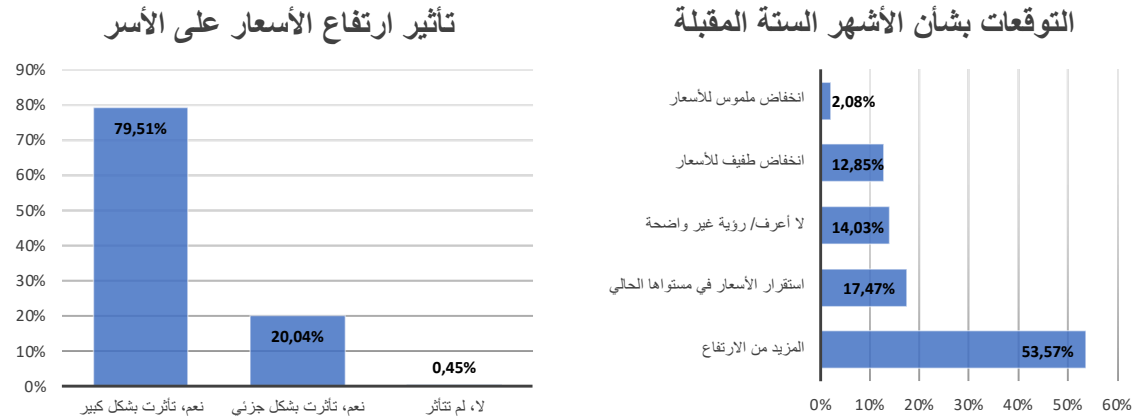 التوقعات بشأن الأشهر الستة المقبلة
انخفاض ملموس للأسعار
2,08%
انخفاض طفيف للأسعار
12,85%
لا أعرف/ رؤية غير واضحة
14,03%
استقرار الأسعار في مستواها الحالي
17,47%
المزيد من الارتفاع
53,57%
0% 10% 20% 30% 40% 50% 60%
تأثير ارتفاع الأسعار على الأسر
90%
80%
70%
60%
50%
40%
30%
20%
10%
0%
79,51%
20,04%
0,45%
نعم، تأثرت بشكل كبير
نعم، تأثرت بشكل جزئي
لا، لم تتأثر